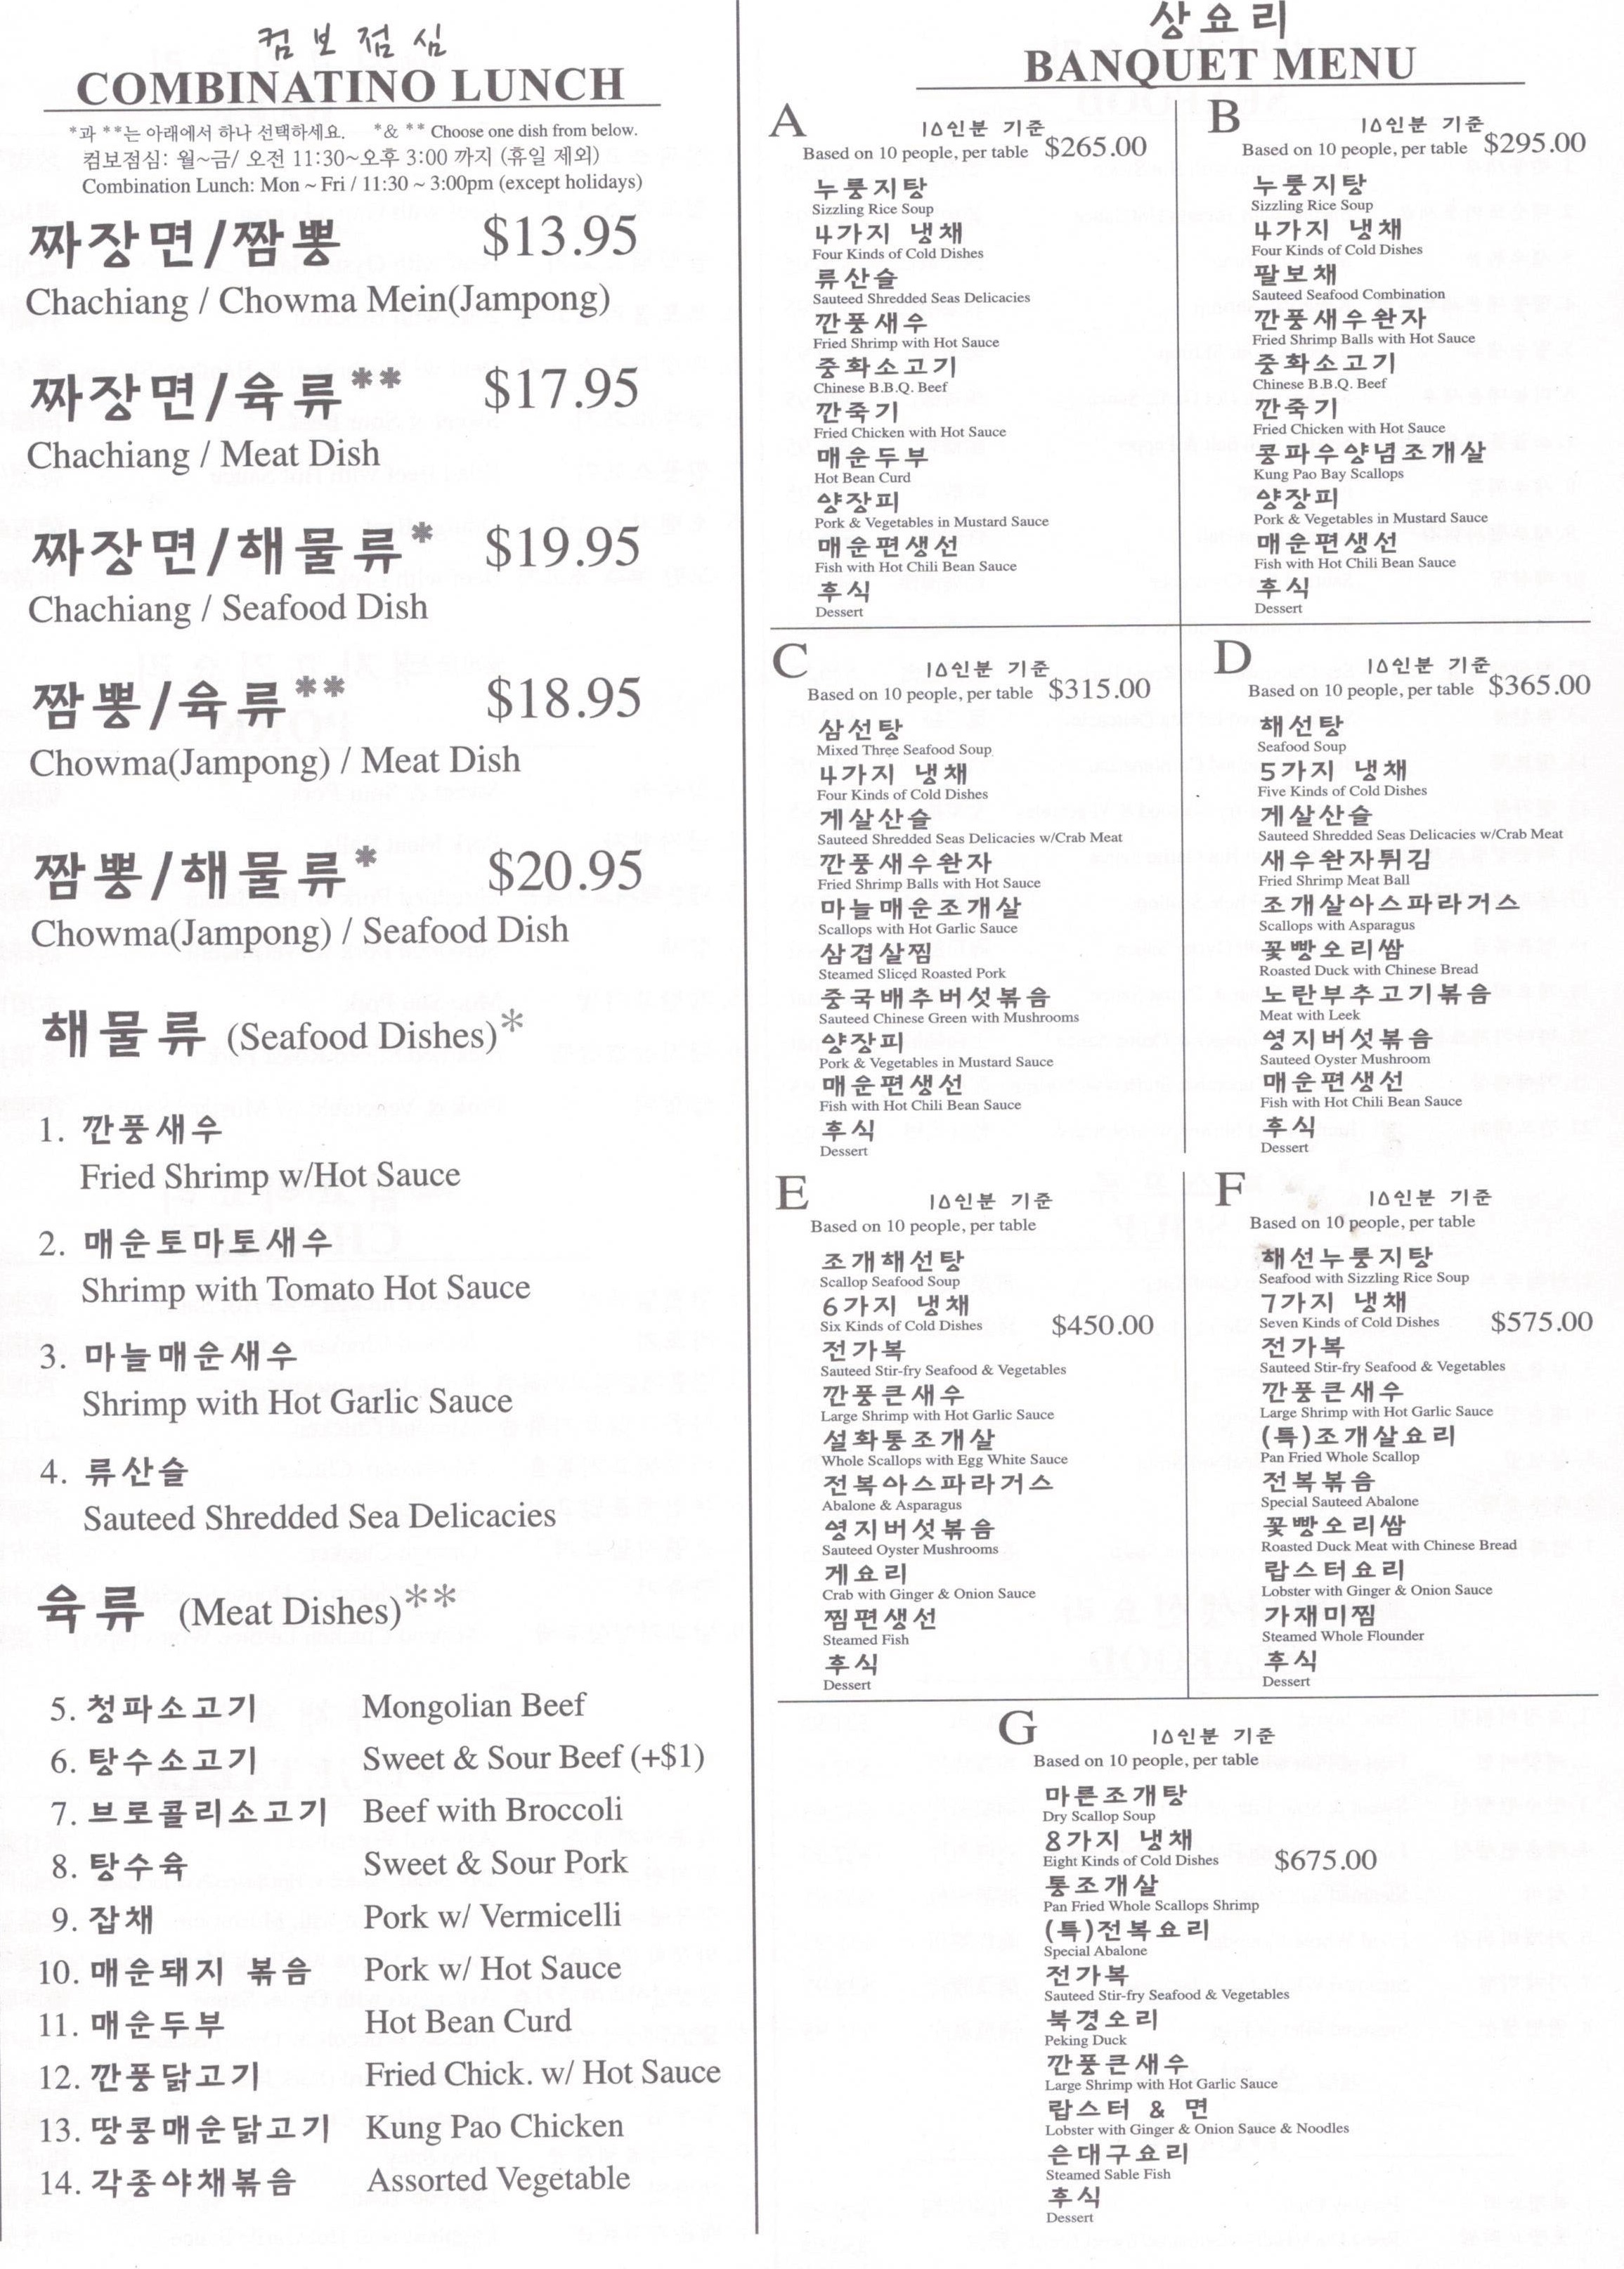 컴보점심
COMBINATINO LUNCH
*과 **는 아래에서 하나 선택하세요. *& ** Choose one dish from below.
컴보점심: 월~금/ 오전 11:30~오후 3:00 까지 (휴일 제외)
Combination Lunch: Mon ~ Fri / 11:30 ~ 3:00pm (except holidays)
짜장면/짬뽕 $13.95
Chachiang / Chowma Mein(Jampong)
짜장면/육류** $17.95
Chachiang / Meat Dish
짜장면/해물류* $19.95
Chachiang / Seafood Dish
짬뽕/육류** $18.95
Chowma(Jampong) / Meat Dish
짬뽕/해물류* $20.95
Chowma(Jampong) / Seafood Dish
해물류 (Seafood Dishes)*
1. 깐풍새우
Fried Shrimp w/Hot Sauce
2. 매운토마토새우
Shrimp with Tomato Hot Sauce
3. 마늘매운새우
Shrimp with Hot Garlic Sauce
4. 류산슬
Sauteed Shredded Sea Delicacies
육류 (Meat Dishes)**
5. 청파소고기 Mongolian Beef
6. 탕수소고기 Sweet & Sour Beef (+$1)
7. 브로콜리소고기 Beef with Broccoli
8. 탕수육 Sweet & Sour Pork
9. 잡채 Pork w/ Vermicelli
10. 매운돼지 볶음 Pork w/ Hot Sauce
11. 매운두부 Hot Bean Curd
12. 깐풍닭고기 Fried Chick. w/ Hot Sauce
13. 땅콩매운닭고기 Kung Pao Chicken
14. 각종야채볶음 Assorted Vegetable
상요리
BANQUET MENU
A 10인분 기준
Based on 10 people, per table $265.00
누룽지탕
Sizzling Rice Soup
4가지 냉채
Four Kinds of Cold Dishes
류산슬
Sauteed Shredded Seas Delicacies
깐풍새우
Fried Shrimp with Hot Sauce
중화소고기
Chinese B.B.Q. Beef
깐죽기
Fried Chicken with Hot Sauce
매운두부
Hot Bean Curd
양장피
Pork & Vegetables in Mustard Sauce
매운편생선
Fish with Hot Chili Bean Sauce
후식
Dessert
B 10인분 기준
Based on 10 people, per table $295.00
누룽지탕
Sizzling Rice Soup
4가지 냉채
Four Kinds of Cold Dishes
팔보채
Sauteed Seafood Combination
깐풍새우완자
Fried Shrimp Balls with Hot Sauce
중화소고기
Chinese B.B.Q. Beef
깐죽기
Fried Chicken with Hot Sauce
콩파우양념조개살
Kung Pao Bay Scallops
양장피
Pork & Vegetables in Mustard Sauce
매운편생선
Fish with Hot Chili Bean Sauce
후식
Dessert
C 10인분 기준
Based on 10 people, per table $315.00
삼선탕
Mixed Three Seafood Soup
4가지 냉채
Four Kinds of Cold Dishes
게살산슬
Sauteed Shredded Seas Delicacies w/Crab Meat
깐풍새우완자
Fried Shrimp Balls with Hot Sauce
마늘매운조개살
Scallops with Hot Garlic Sauce
삼겹살찜
Steamed Sliced Roasted Pork
중국배추버섯볶음
Sauteed Chinese Green with Mushrooms
양장피
Pork & Vegetables in Mustard Sauce
매운편생선
Fish with Hot Chili Bean Sauce
후식
Dessert
D 10인분 기준
Based on 10 people, per table $365.00
해선탕
Seafood Soup
5가지 냉채
Five Kinds of Cold Dishes
게살산슬
Sauteed Shredded Seas Delicacies w/Crab Meat
새우완자튀김
Fried Shrimp Meat Ball
조개살아스파라거스
Scallops with Asparagus
꽃빵오리쌈
Roasted Duck with Chinese Bread
노란부추고기볶음
Meat with Leek
영지버섯볶음
Sauteed Oyster Mushroom
매운편생선
Fish with Hot Chili Bean Sauce
후식
Dessert
E 10인분 기준
Based on 10 people, per table
조개해선탕
Scallop Seafood Soup
6가지 냉채
Six Kinds of Cold Dishes $450.00
전가복
Sauteed Stir-fry Seafood & Vegetables
깐풍큰새우
Large Shrimp with Hot Garlic Sauce
설화통조개살
Whole Scallops with Egg White Sauce
전복아스파라거스
Abalone & Asparagus
영지버섯볶음
Sauteed Oyster Mushrooms
게요리
Crab with Ginger & Onion Sauce
찜편생선
Steamed Fish
후식
Dessert
F 10인분 기준
Based on 10 people, per table
해선누룽지탕
Seafood with Sizzling Rice Soup
7가지 냉채
Seven Kinds of Cold Dishes $575.00
전가복
Sauteed Stir-fry Seafood & Vegetables
깐풍큰새우
Large Shrimp with Hot Garlic Sauce
(특)조개살요리
Pan Fried Whole Scallop
전복볶음
Special Sauteed Abalone
꽃빵오리쌈
Roasted Duck Meat with Chinese Bread
랍스터요리
Lobster with Ginger & Onion Sauce
가재미찜
Steamed Whole Flounder
후식
Dessert
G 10인분 기준
Based on 10 people, per table
마른조개탕
Dry Scallop Soup
8가지 냉채
Eight Kinds of Cold Dishes $675.00
통조개살
Pan Fried Whole Scallops Shrimp
(특)전복요리
Special Abalone
전가복
Sauteed Stir-fry Seafood & Vegetables
북경오리
Peking Duck
깐풍큰새우
Large Shrimp with Hot Garlic Sauce
랍스터 & 면
Lobster with Ginger & Onion Sauce & Noodles
은대구요리
Steamed Sable Fish
후식
Dessert